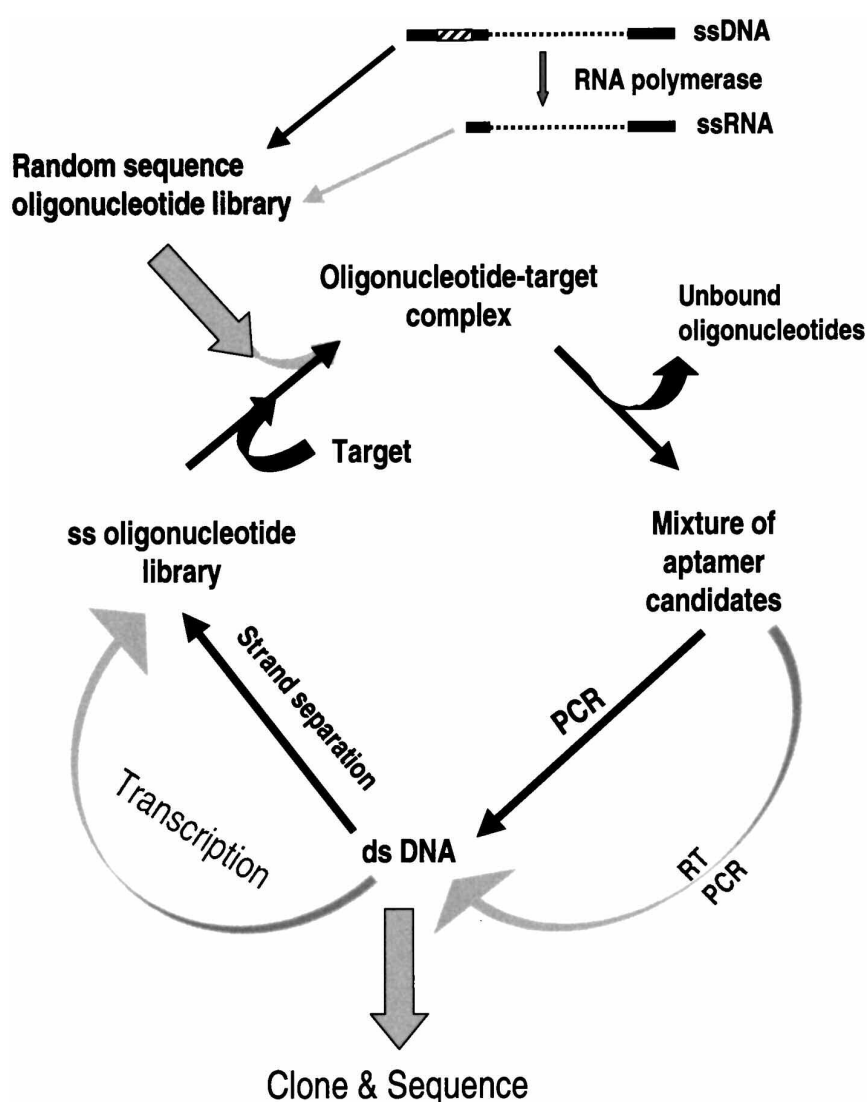 ssDNA
RNA polymerase
ssRNA
Random sequence
oligonucleotide library
Oligonucleotide-target
complex
Unbound
oligonucleotides
Target
ss oligonucleotide
library
Mixture of
aptamer
candidates
Strand separation
PCR
Transcription
ds DNA
RT
PCR
Clone & Sequence